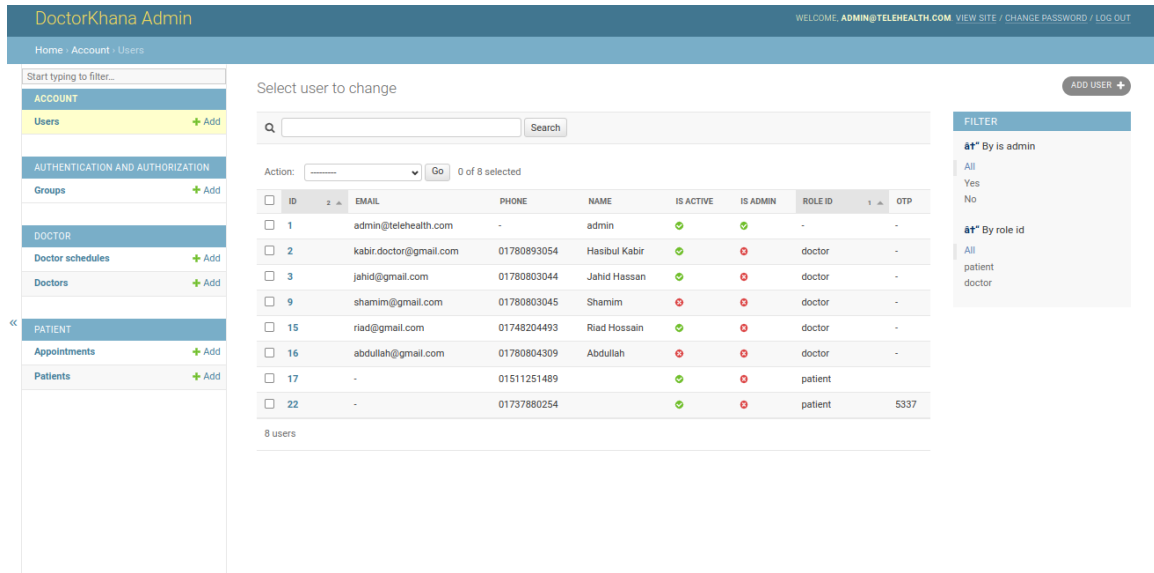 DoctorKhana Admin
WELCOME, ADMIN@TELEHEALTH.COM. VIEW SITE / CHANGE PASSWORD / LOG OUT
Home › Account › Users
Start typing to filter...
ACCOUNT
Users + Add
AUTHENTICATION AND AUTHORIZATION
Groups + Add
DOCTOR
Doctor schedules + Add
Doctors + Add
«
PATIENT
Appointments + Add
Patients + Add
Select user to change
ADD USER +
Search
Action: --------- Go 0 of 8 selected
ID 2 EMAIL PHONE NAME IS ACTIVE IS ADMIN ROLE ID 1 OTP
1 admin@telehealth.com - admin - -
2 kabir.doctor@gmail.com 01780893054 Hasibul Kabir doctor -
3 jahid@gmail.com 01780803044 Jahid Hassan doctor -
9 shamim@gmail.com 01780803045 Shamim doctor -
15 riad@gmail.com 01748204493 Riad Hossain doctor -
16 abdullah@gmail.com 01780804309 Abdullah doctor -
17 - 01511251489 patient
22 - 01737880254 patient 5337
8 users
FILTER
â†“ By is admin
All
Yes
No
â†“ By role id
All
patient
doctor